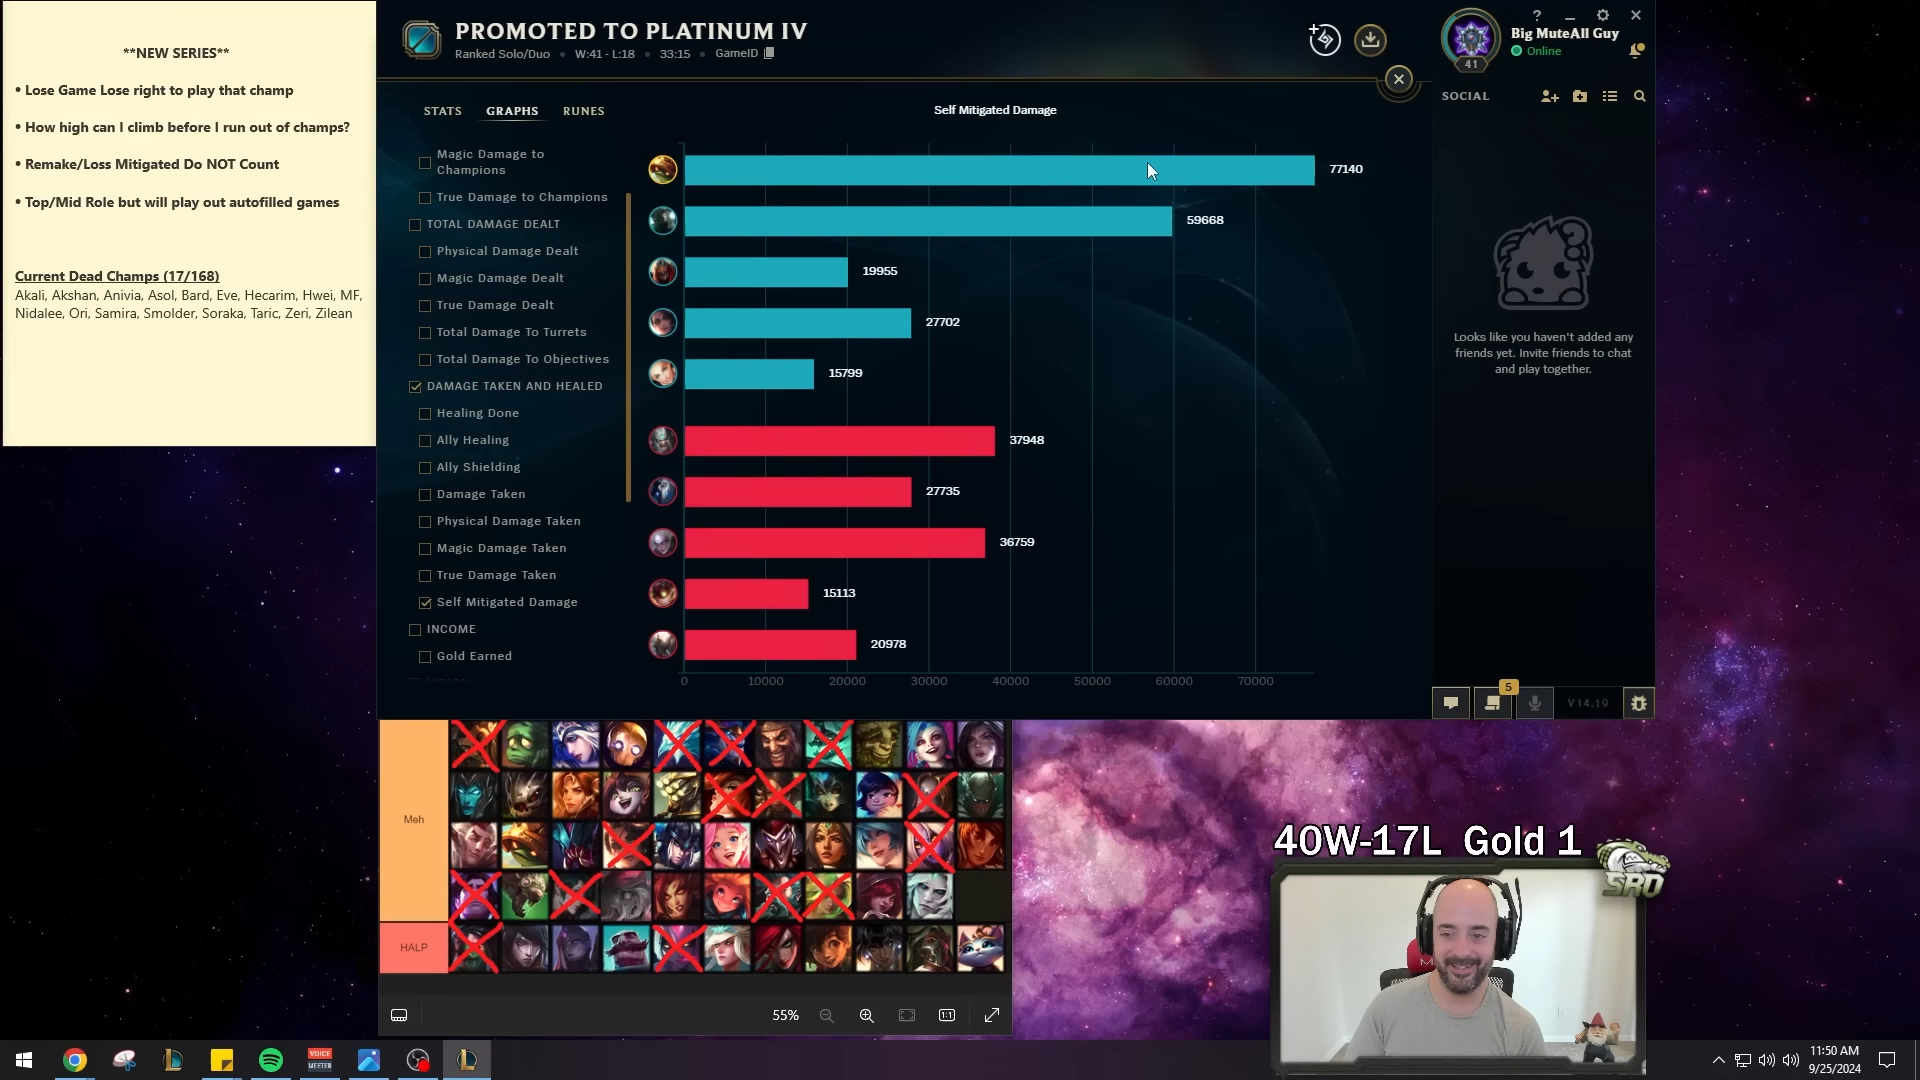 **NEW SERIES**
• Lose Game Lose right to play that champ
• How high can I climb before I run out of champs?
• Remake/Loss Mitigated Do NOT Count
• Top/Mid Role but will play out autofilled games
Current Dead Champs (17/168)
Akali, Akshan, Anivia, Asol, Bard, Eve, Hecarim, Hwei, MF,
Nidalee, Ori, Samira, Smolder, Soraka, Taric, Zeri, Zilean
PROMOTED TO PLATINUM IV
Ranked Solo/Duo • W:41 - L:18 • 33:15 • GameID
STATS GRAPHS RUNES
Self Mitigated Damage
Magic Damage to
Champions
True Damage to Champions
TOTAL DAMAGE DEALT
Physical Damage Dealt
Magic Damage Dealt
True Damage Dealt
Total Damage To Turrets
Total Damage To Objectives
DAMAGE TAKEN AND HEALED
Healing Done
Ally Healing
Ally Shielding
Damage Taken
Physical Damage Taken
Magic Damage Taken
True Damage Taken
Self Mitigated Damage
INCOME
Gold Earned
77140
59668
19955
27702
15799
37948
27735
36759
15113
20978
0 10000 20000 30000 40000 50000 60000 70000
?
Big MuteAll Guy
Online
41
SOCIAL
Looks like you haven't added any
friends yet. Invite friends to chat
and play together.
5
V14.19
Meh
HALP
55%
1:1
40W-17L Gold 1
SRO
VOICE
MEETER
11:50 AM
9/25/2024